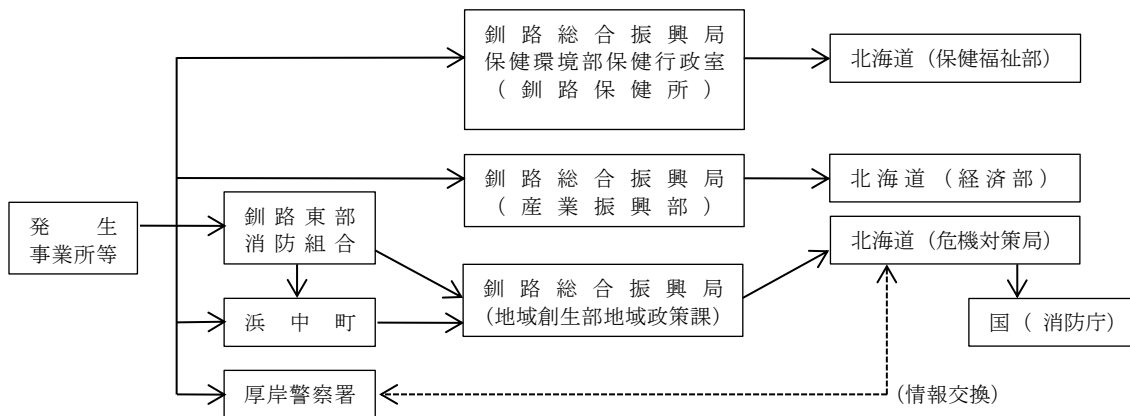 釧路総合振興局
保健環境部保健行政室
(釧路保健所)
北海道(保健福祉部)
釧路総合振興局
(産業振興部)
北海道(経済部)
発生
事業所等
釧路東部
消防組合
北海道(危機対策局)
釧路総合振興局
(地域創生部地域政策課)
浜中町
国(消防庁)
厚岸警察署
(情報交換)